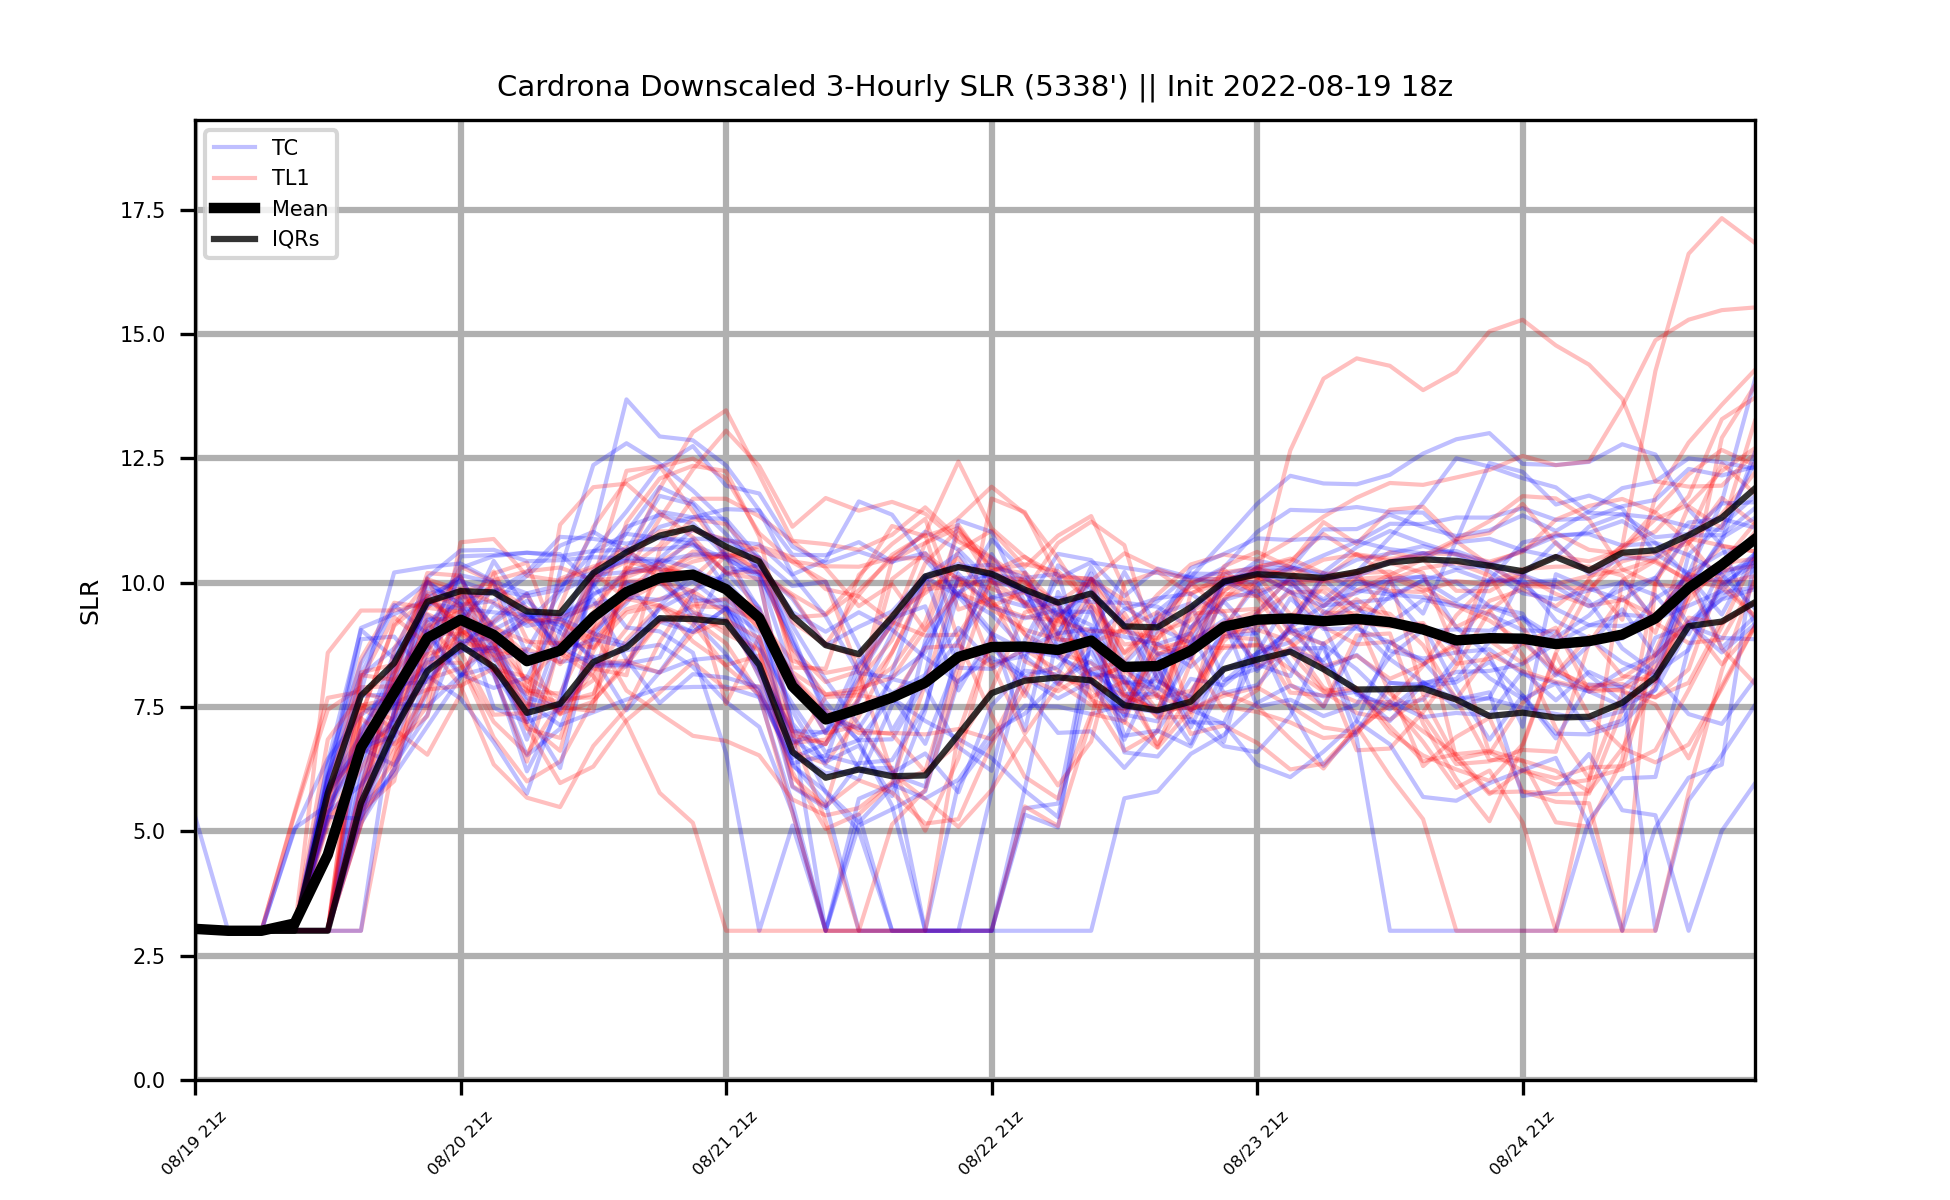 Cardrona Downscaled 3-Hourly SLR (5338') || Init 2022-08-19 18z
TC
TL1
Mean
IQRs
17.5
15.0
12.5
10.0
7.5
5.0
2.5
0.0
SLR
08/19 21z
08/20 21z
08/21 21z
08/22 21z
08/23 21z
08/24 21z